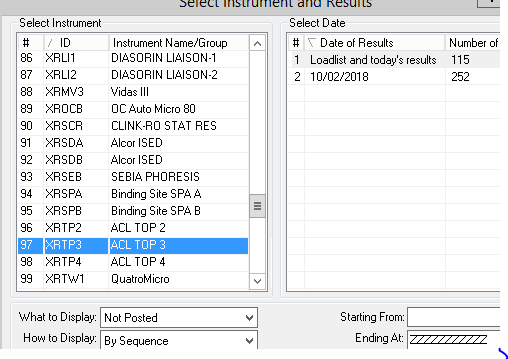 Select Instrument and Results
Select Instrument
# / ID Instrument Name/Group
86 XRLI1 DIASORIN LIAISON-1
87 XRLI2 DIASORIN LIAISON-2
88 XRMV3 Vidas III
89 XROCB OC Auto Micro 80
90 XRSCR CLINK-RO STAT RES
91 XRSDA Alcor ISED
92 XRSDB Alcor ISED
93 XRSEB SEBIA PHORESIS
94 XRSPA Binding Site SPA A
95 XRSPB Binding Site SPA B
96 XRTP2 ACL TOP 2
97 XRTP3 ACL TOP 3
98 XRTP4 ACL TOP 4
99 XRTW1 QuatroMicro
Select Date
# Date of Results Number of
1 Loadlist and today's results 115
2 10/02/2018 252
What to Display: Not Posted
How to Display: By Sequence
Starting From:
Ending At: